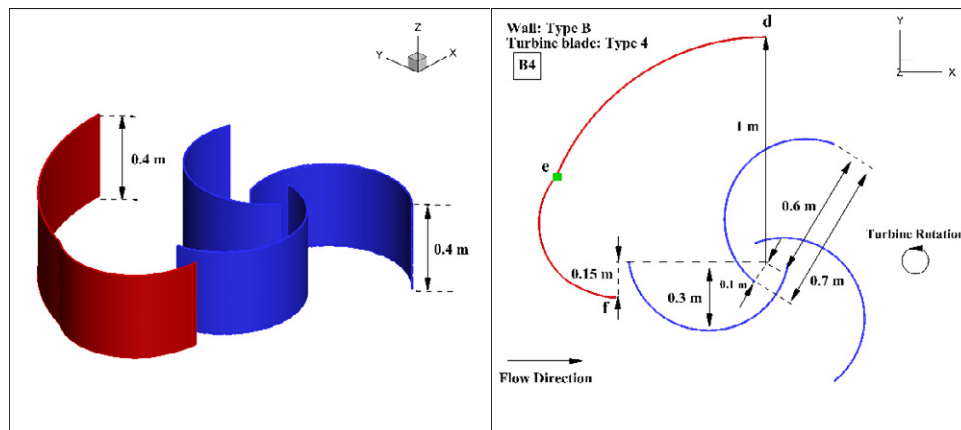 Z
Y
X
0.4 m
0.4 m
Wall: Type B
Turbine blade: Type 4
B4
d
Y
Z
X
1 m
e
0.6 m
Turbine Rotation
0.15 m
0.3 m
0.1 m
0.7 m
f
Flow Direction